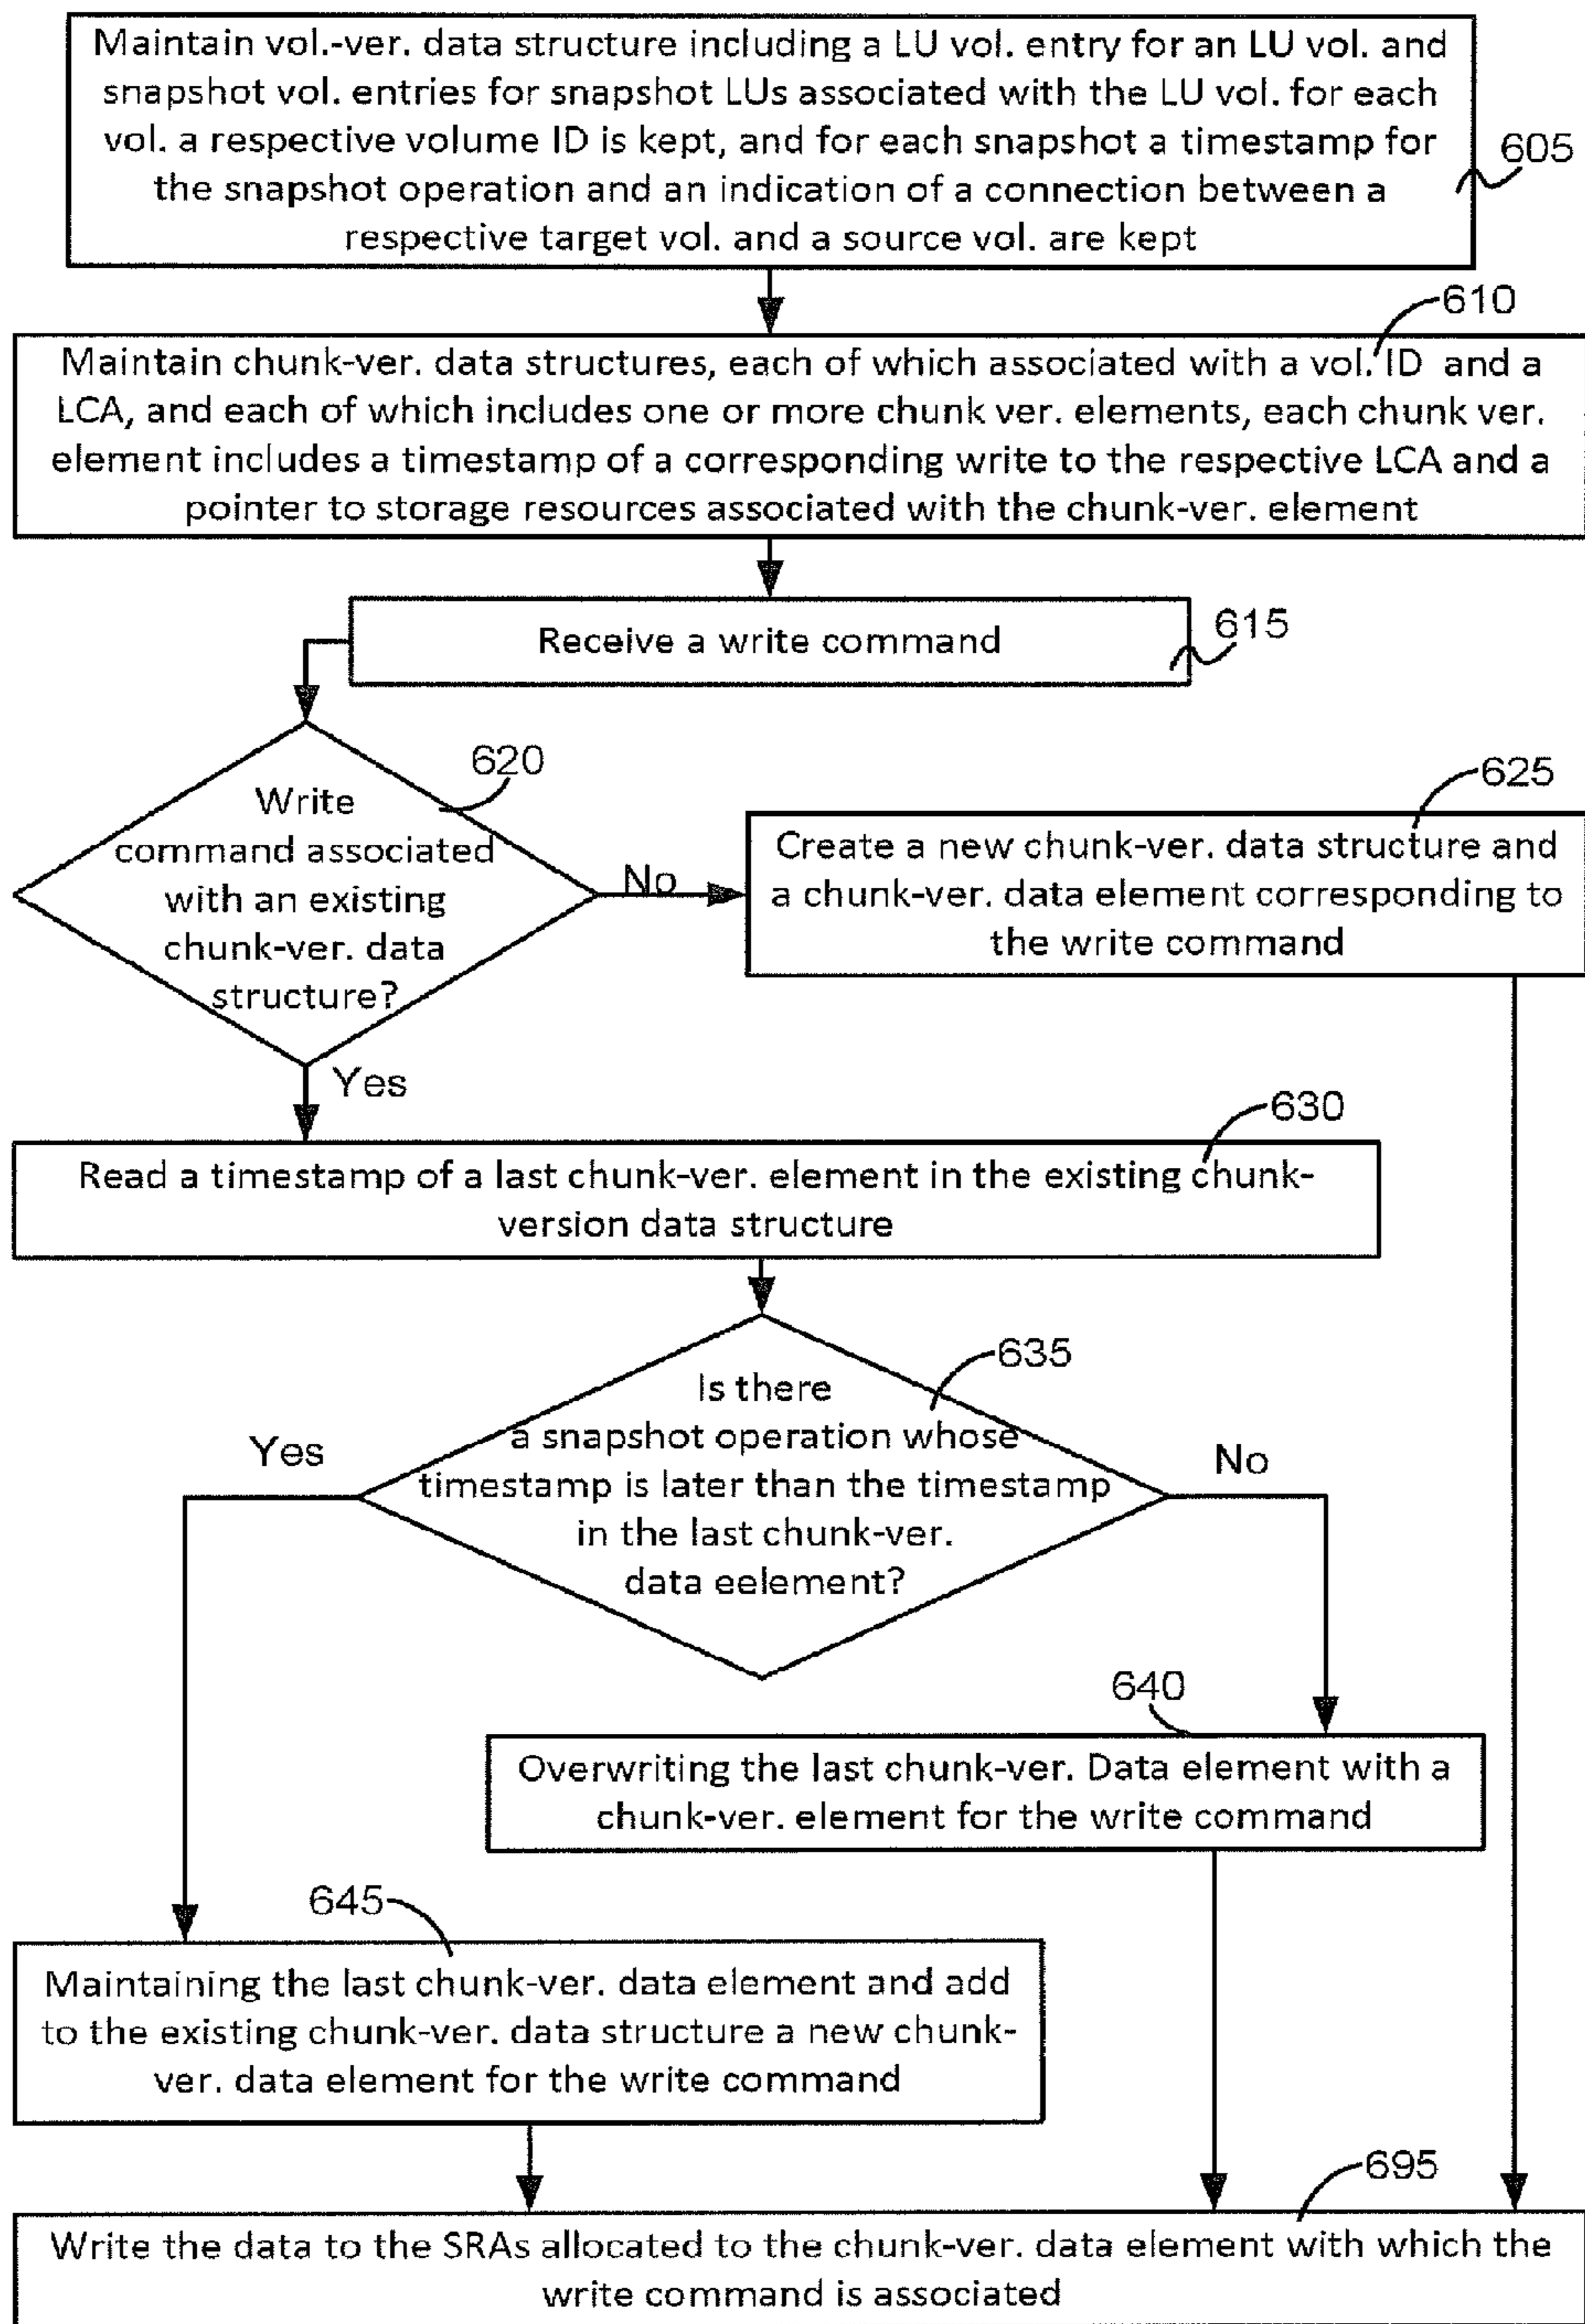 Maintain vol.-ver. data structure including a LU vol. entry for an LU vol. and
snapshot vol. entries for snapshot LUs associated with the LU vol. for each
vol. a respective volume ID is kept, and for each snapshot a timestamp for
the snapshot operation and an indication of a connection between a
respective target vol. and a source vol. are kept
605
610
Maintain chunk-ver. data structures, each of which associated with a vol. ID and a
LCA, and each of which includes one or more chunk ver. elements, each chunk ver.
element includes a timestamp of a corresponding write to the respective LCA and a
pointer to storage resources associated with the chunk-ver. element
Receive a write command
615
620
Write
command associated
with an existing
chunk-ver. data
structure?
No
625
Create a new chunk-ver. data structure and
a chunk-ver. data element corresponding to
the write command
Yes
630
Read a timestamp of a last chunk-ver. element in the existing chunk-
version data structure
635
Is there
a snapshot operation whose
timestamp is later than the timestamp
in the last chunk-ver.
data eelement?
Yes
No
640
Overwriting the last chunk-ver. Data element with a
chunk-ver. element for the write command
645
Maintaining the last chunk-ver. data element and add
to the existing chunk-ver. data structure a new chunk-
ver. data element for the write command
695
Write the data to the SRAs allocated to the chunk-ver. data element with which the
write command is associated